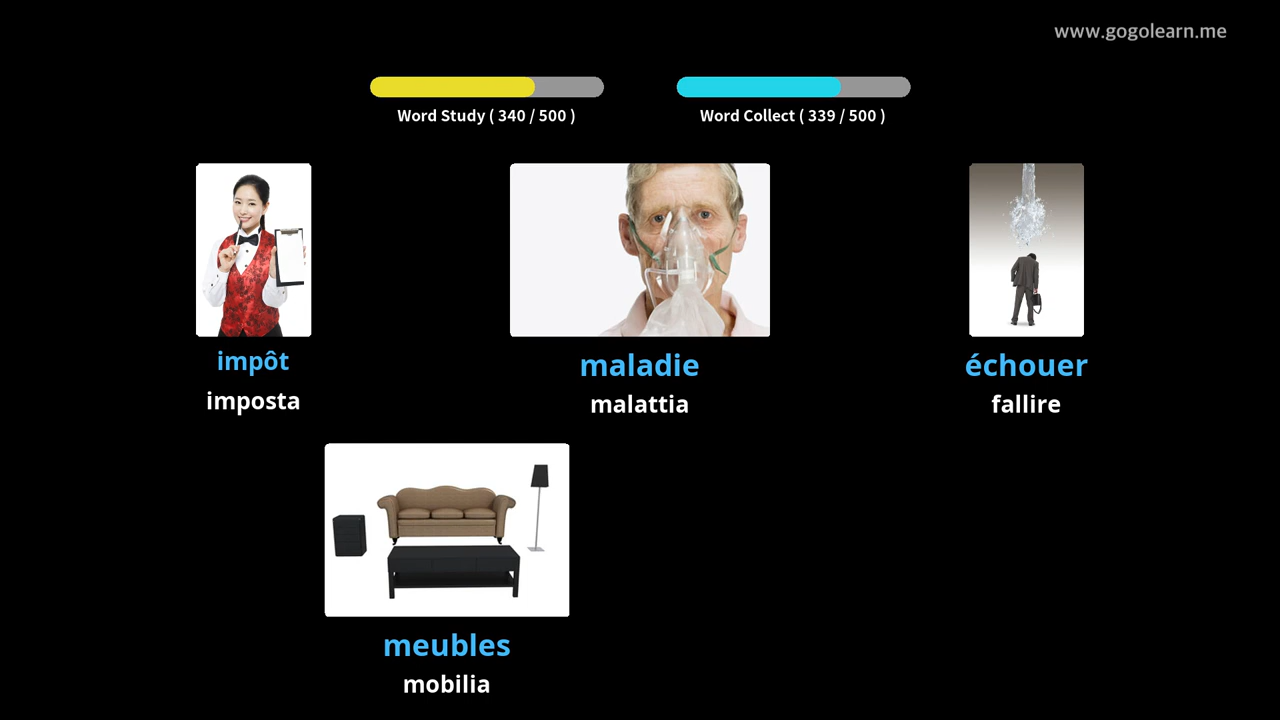 www.gogolearn.me
Word Study ( 340 / 500 )
Word Collect ( 339 / 500 )
impôt
imposta
maladie
malattia
échouer
fallire
meubles
mobilia